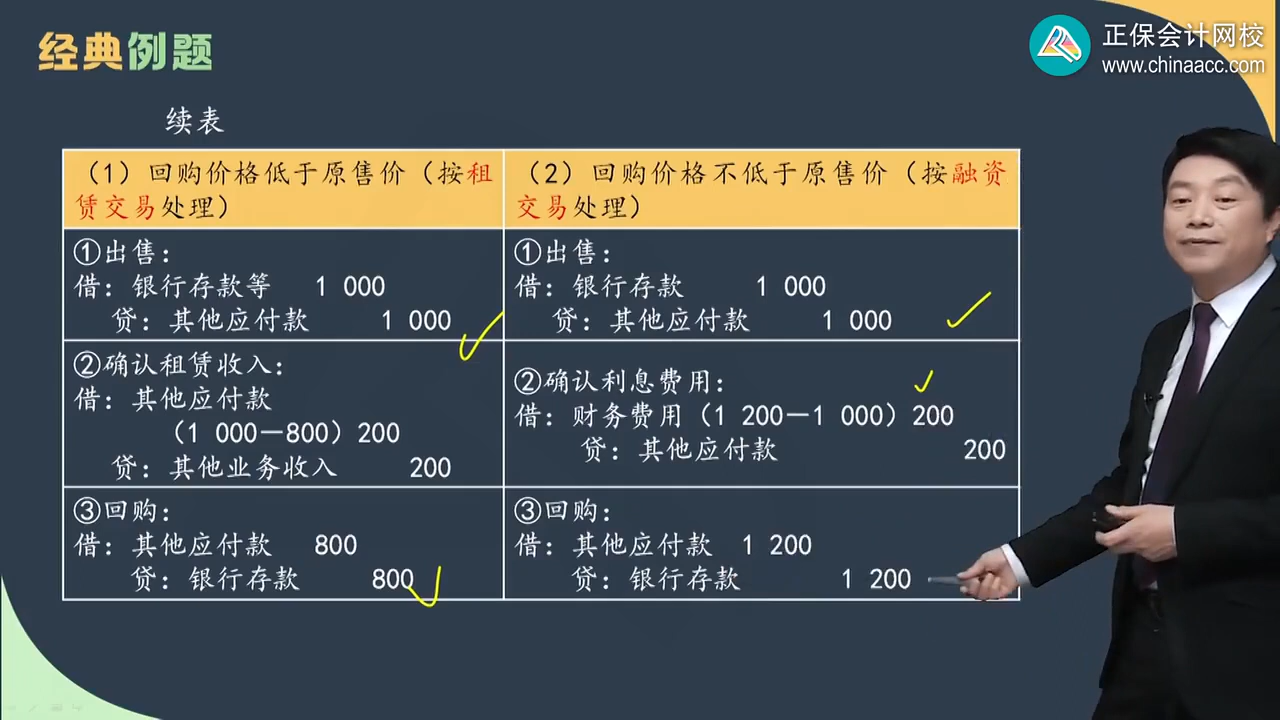 经典例题
正保会计网校
www.chinaacc.com
续表
（1）回购价格低于原售价（按租
赁交易处理）
（2）回购价格不低于原售价（按融资
交易处理）
①出售：
借：银行存款等 1 000
贷：其他应付款 1 000
①出售：
借：银行存款 1 000
贷：其他应付款 1 000
②确认租赁收入：
借：其他应付款
（1 000－800）200
贷：其他业务收入 200
②确认利息费用：
借：财务费用（1 200－1 000）200
贷：其他应付款 200
③回购：
借：其他应付款 800
贷：银行存款 800
③回购：
借：其他应付款 1 200
贷：银行存款 1 200